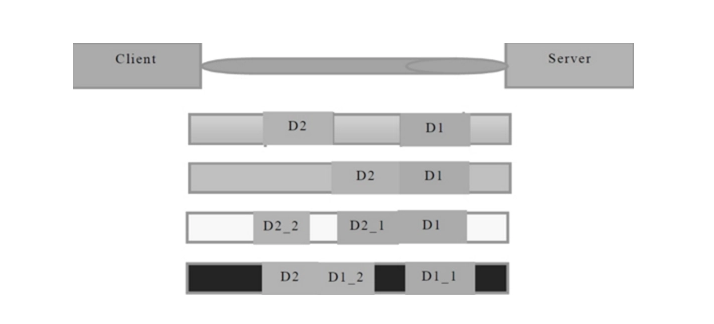 Client Server
D2 D1
D2 D1
D2_2 D2_1 D1
D2 D1_2 D1_1